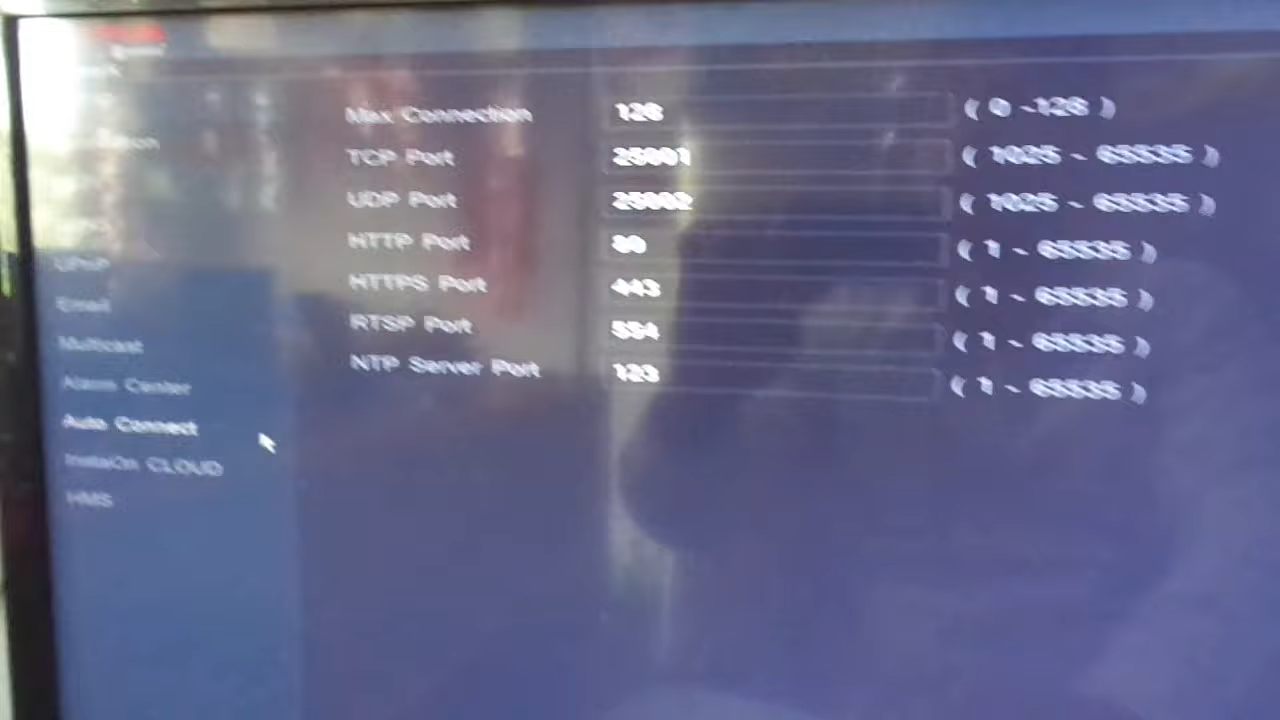 Max Connection 128 ( 0 -128 )
TCP Port 25001 ( 1025 ~ 65535 )
UDP Port 25002 ( 1025 ~ 65535 )
HTTP Port 80 ( 1 ~ 65535 )
HTTPS Port 443 ( 1 ~ 65535 )
RTSP Port 554 ( 1 ~ 65535 )
NTP Server Port 123 ( 1 ~ 65535 )
UPnP
Email
Multicast
Alarm Center
Auto Connect
InstaOn CLOUD
HMS